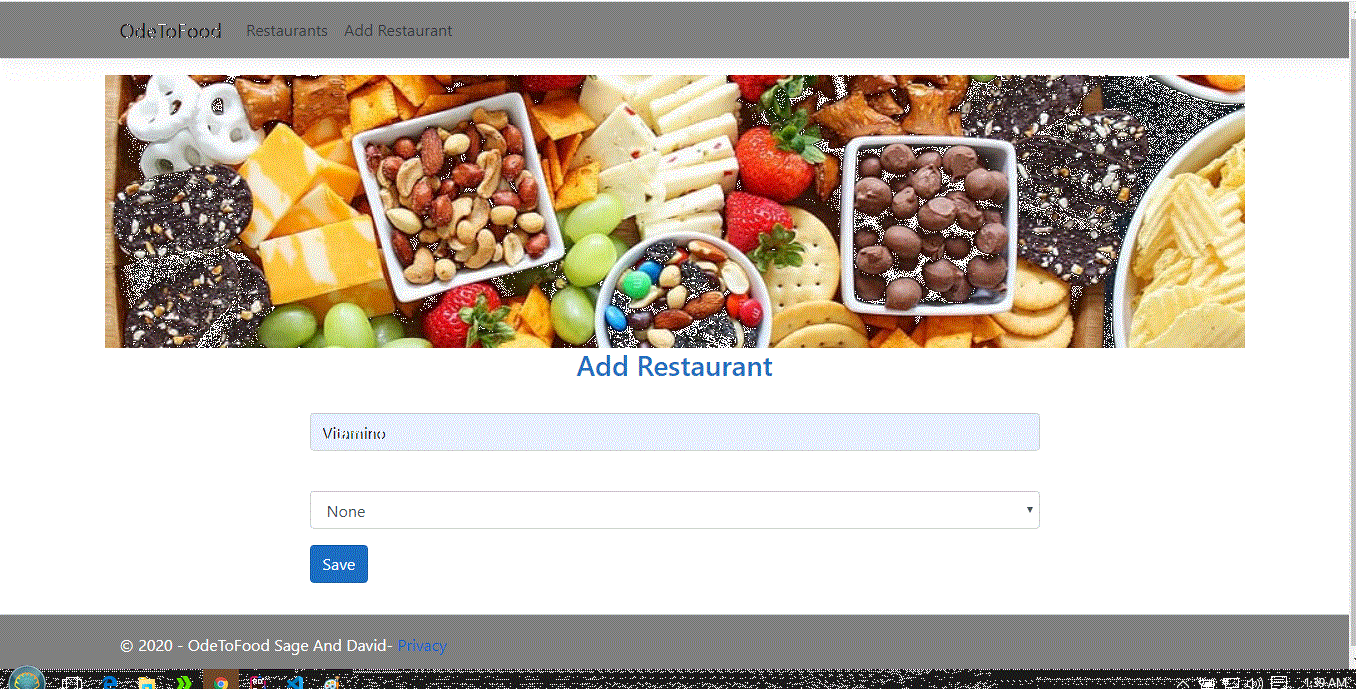 OdeToFood Restaurants Add Restaurant
Add Restaurant
Vitamino
None
Save
© 2020 - OdeToFood Sage And David- Privacy
1:39 AM